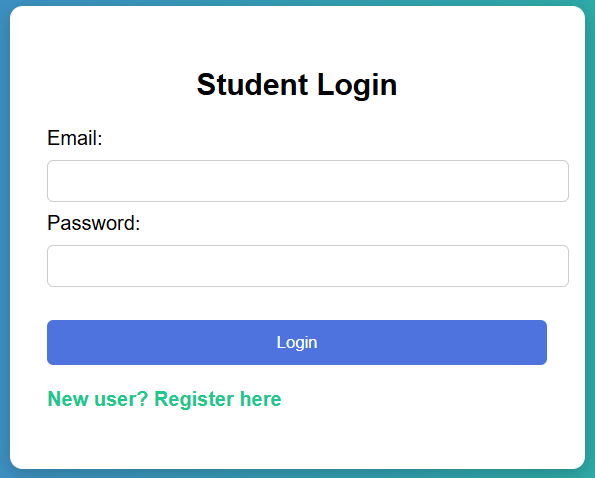 Student Login
Email:
Password:
Login
New user? Register here